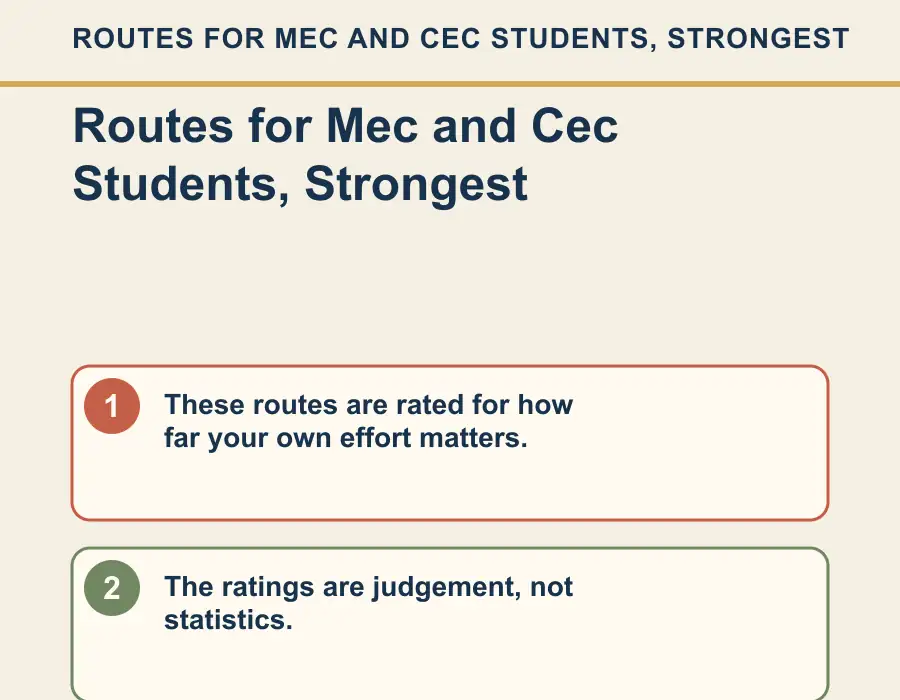 ROUTES FOR MEC AND CEC STUDENTS, STRONGEST
Routes for Mec and Cec
Students, Strongest
1
These routes are rated for how
far your own effort matters.
2
The ratings are judgement, not
statistics.